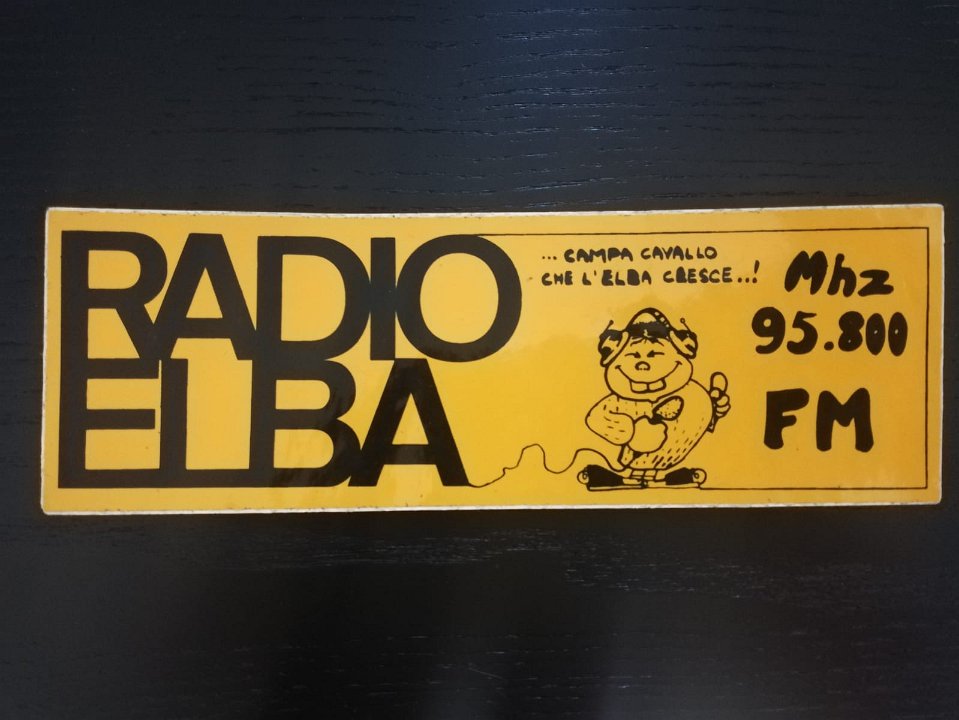 RADIO
ELBA
... CAMPA CAVALLO
CHE L'ELBA CRESCE..!
Mhz
95.800
FM